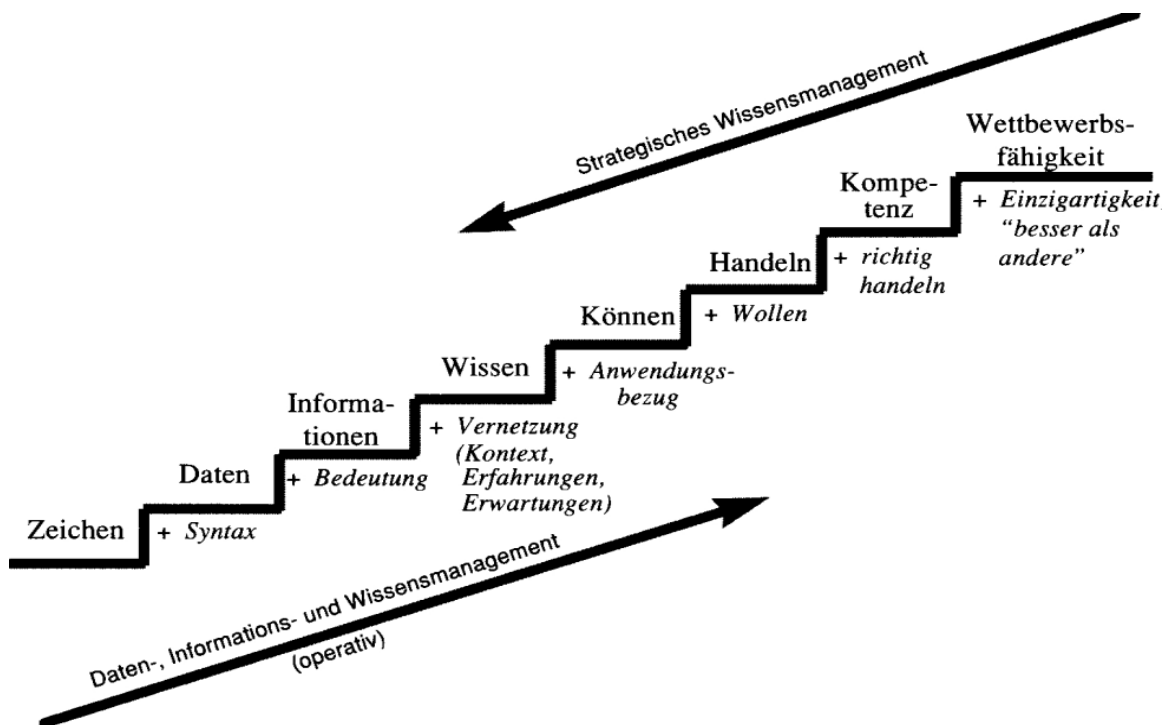 Strategisches Wissensmanagement
Wettbewerbs-
fähigkeit
+ Einzigartigkeit,
“besser als
andere”
Kompe-
tenz
+ richtig
handeln
Handeln
+ Wollen
Können
+ Anwendungs-
bezug
Wissen
+ Vernetzung
(Kontext,
Erfahrungen,
Erwartungen)
Informa-
tionen
+ Bedeutung
Daten
+ Syntax
Zeichen
Daten-, Informations- und Wissensmanagement
(operativ)